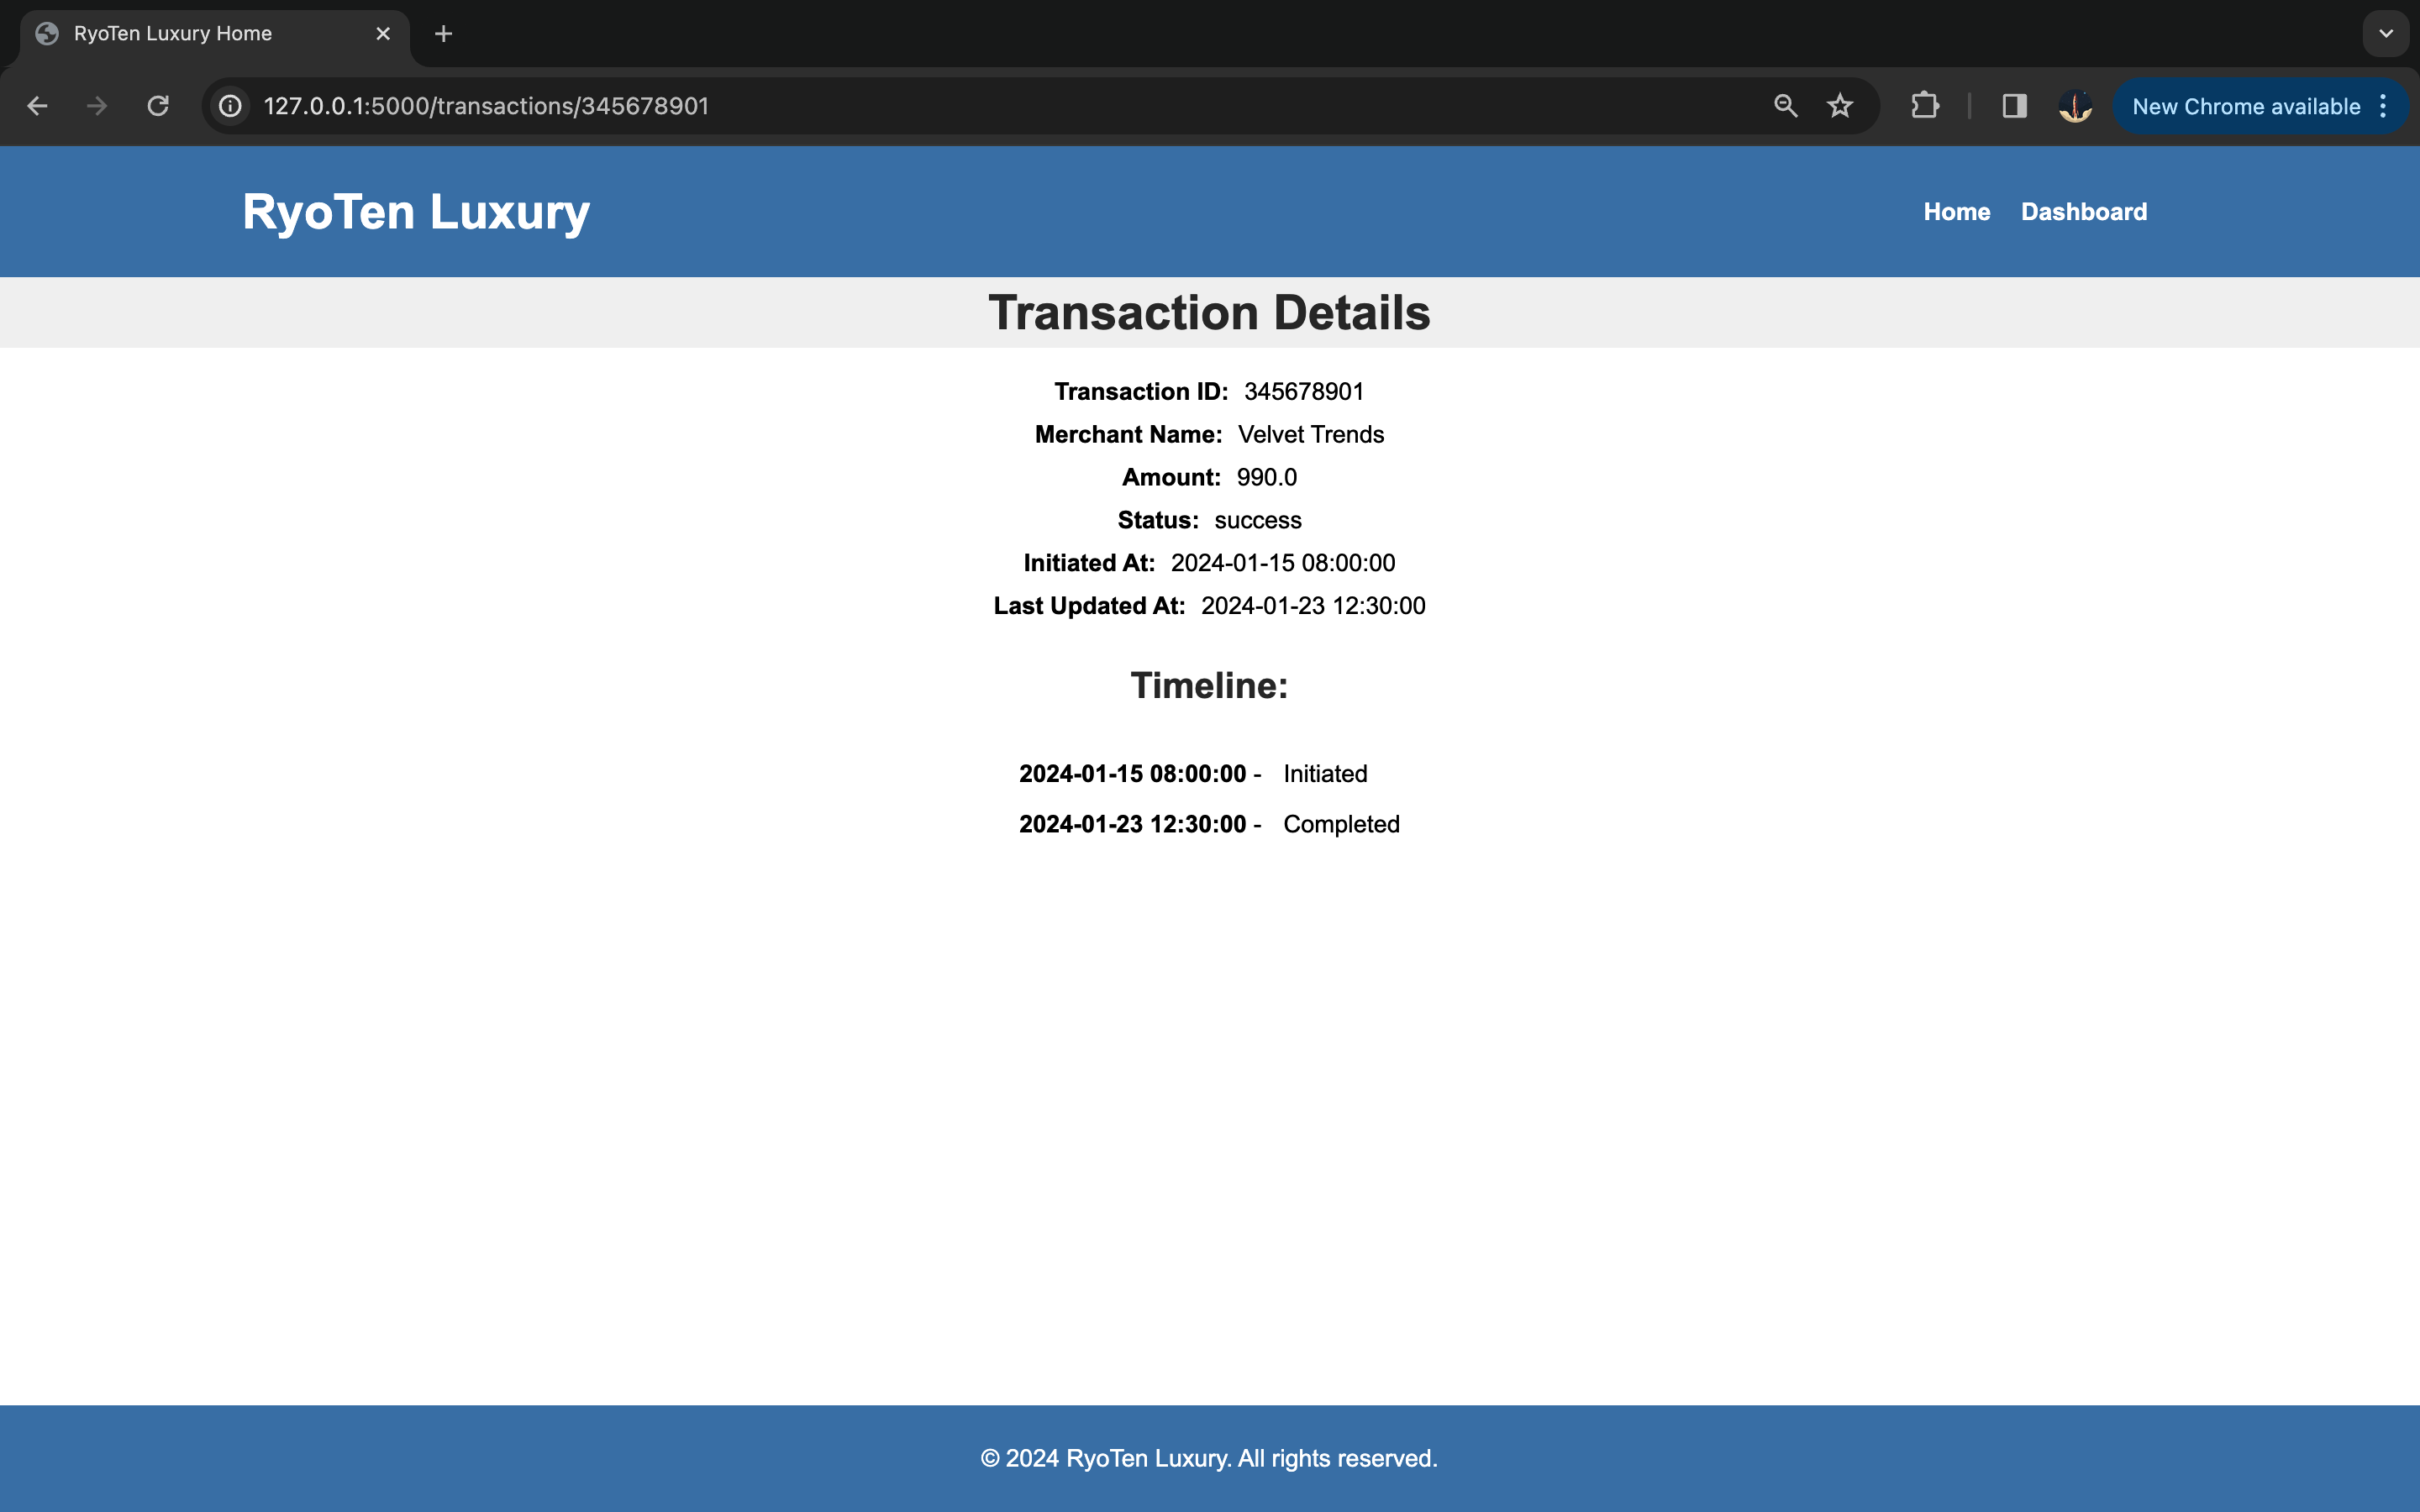 RyoTen Luxury Home
127.0.0.1:5000/transactions/345678901
New Chrome available
RyoTen Luxury
Home Dashboard
Transaction Details
Transaction ID: 345678901
Merchant Name: Velvet Trends
Amount: 990.0
Status: success
Initiated At: 2024-01-15 08:00:00
Last Updated At: 2024-01-23 12:30:00
Timeline:
2024-01-15 08:00:00 - Initiated
2024-01-23 12:30:00 - Completed
© 2024 RyoTen Luxury. All rights reserved.